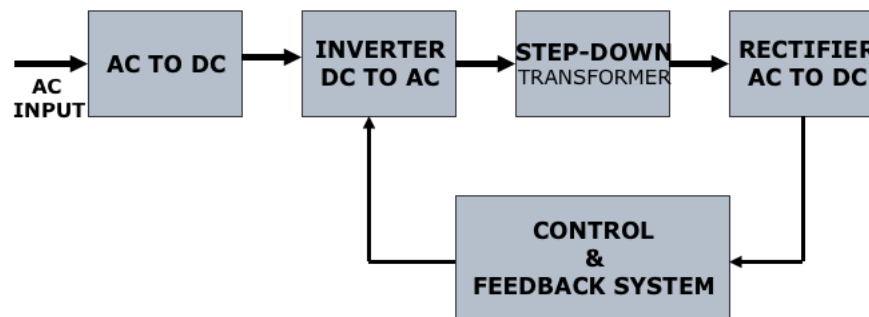 AC
INPUT
AC TO DC
INVERTER
DC TO AC
STEP-DOWN
TRANSFORMER
RECTIFIER
AC TO DC
CONTROL
&
FEEDBACK SYSTEM